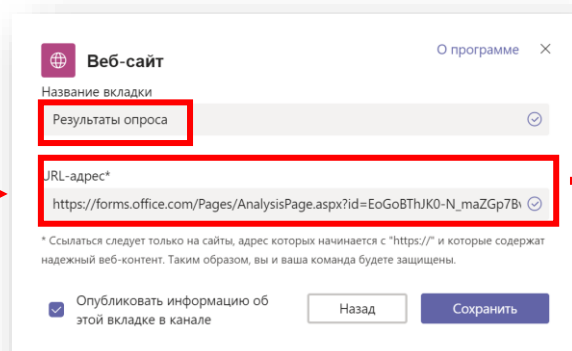 Веб-сайт
О программе
Название вкладки
Результаты опроса
URL-адрес*
https://forms.office.com/Pages/AnalysisPage.aspx?id=EoGoBThJK0-N_maZGp7B
* Ссылаться следует только на сайты, адрес которых начинается с "https://" и которые содержат
надежный веб-контент. Таким образом, вы и ваша команда будете защищены.
Опубликовать информацию об
этой вкладке в канале
Назад
Сохранить